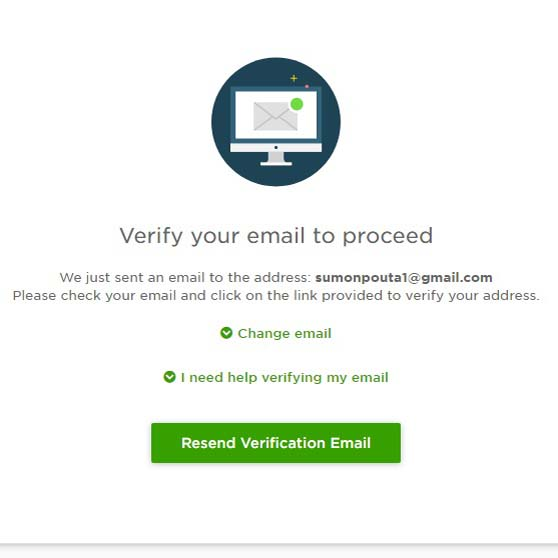 Verify your email to proceed
We just sent an email to the address: sumonpouta1@gmail.com
Please check your email and click on the link provided to verify your address.
Change email
I need help verifying my email
Resend Verification Email